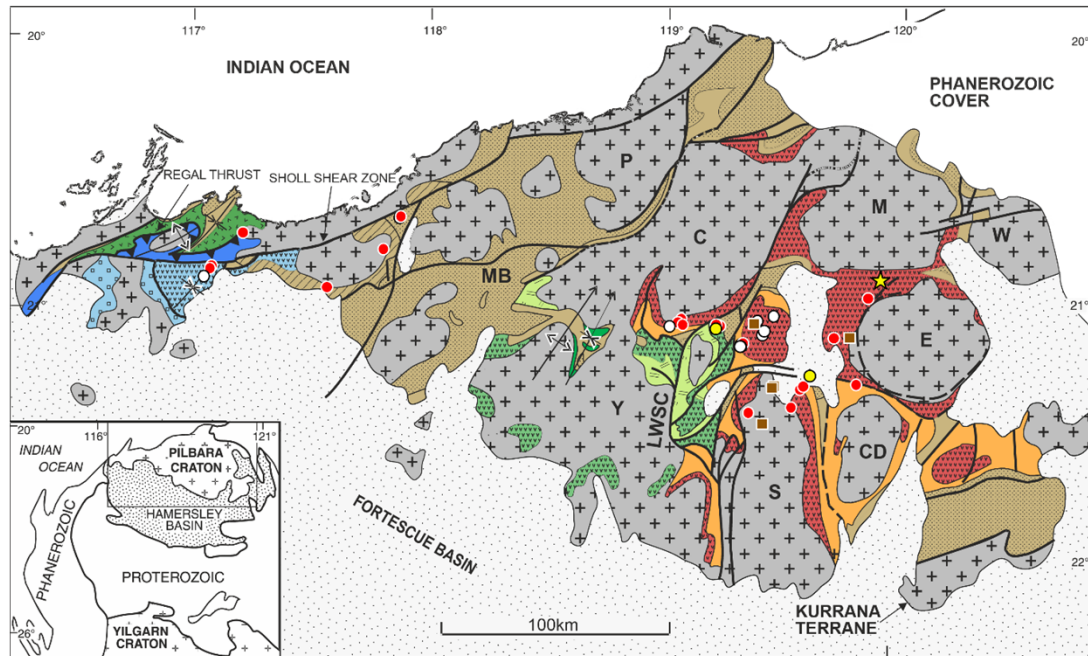 117°
118°
119°
120°
20°
20°
INDIAN OCEAN
PHANEROZOIC
COVER
REGAL THRUST
SHOLL SHEAR ZONE
P
M
C
W
MB
E
Y
LWSC
CD
S
22°
FORTESCUE BASIN
KURRANA
TERRANE
100km
20°
116°
121°
INDIAN
OCEAN
PILBARA
CRATON
HAMERSLEY
BASIN
PHANEROZOIC
PROTEROZOIC
26°
YILGARN
CRATON